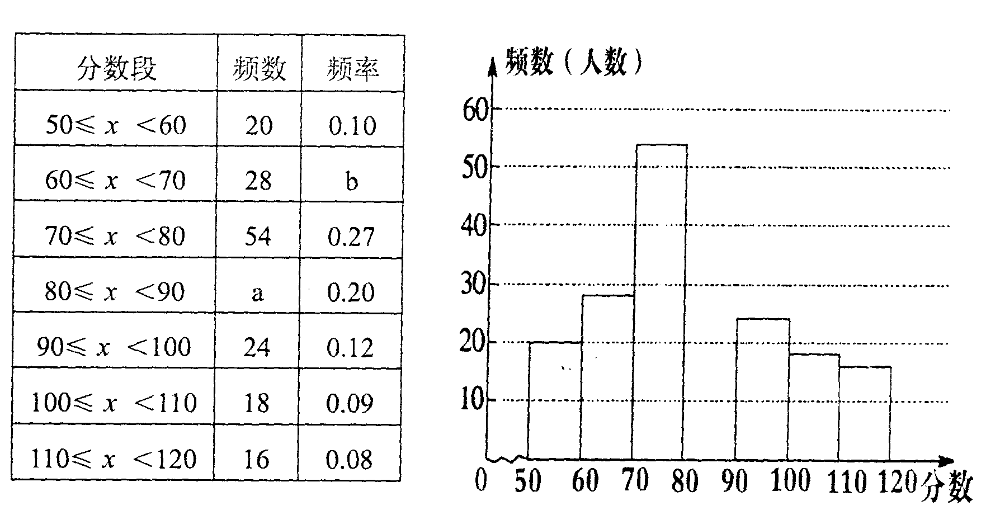 分数段 频数 频率
50≤ x <60 20 0.10
60≤ x <70 28 b
70≤ x <80 54 0.27
80≤ x <90 a 0.20
90≤ x <100 24 0.12
100≤ x <110 18 0.09
110≤ x <120 16 0.08
频数(人数)
60
50
40
30
20
10
0 50 60 70 80 90 100 110 120 分数